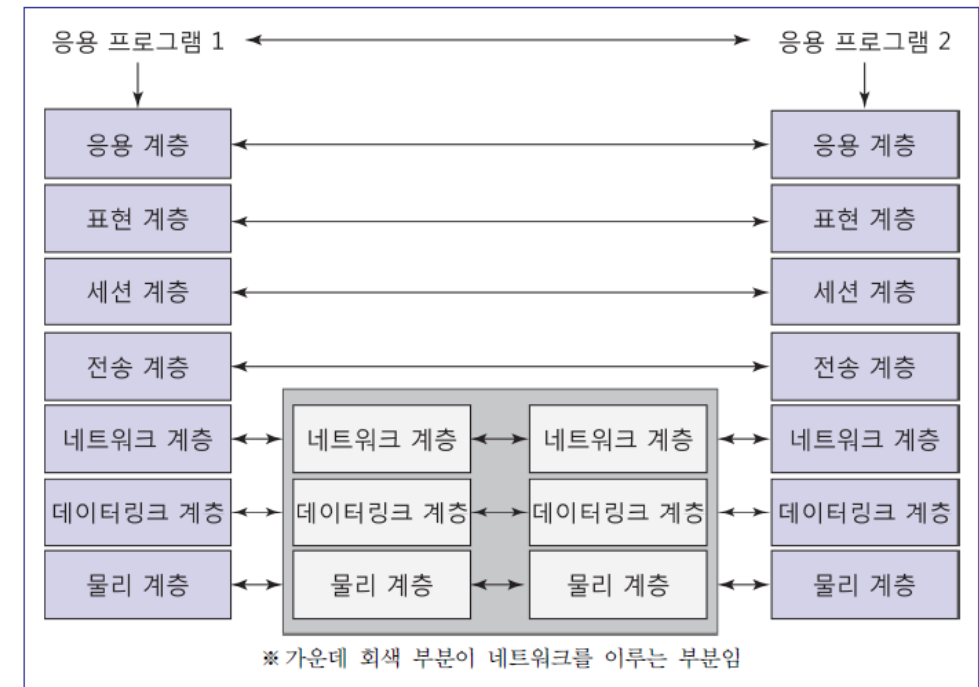 응용 프로그램 1 응용 프로그램 2
응용 계층 응용 계층
표현 계층 표현 계층
세션 계층 세션 계층
전송 계층 전송 계층
네트워크 계층 네트워크 계층 네트워크 계층 네트워크 계층
데이터링크 계층 데이터링크 계층 데이터링크 계층 데이터링크 계층
물리 계층 물리 계층 물리 계층 물리 계층
※ 가운데 회색 부분이 네트워크를 이루는 부분임